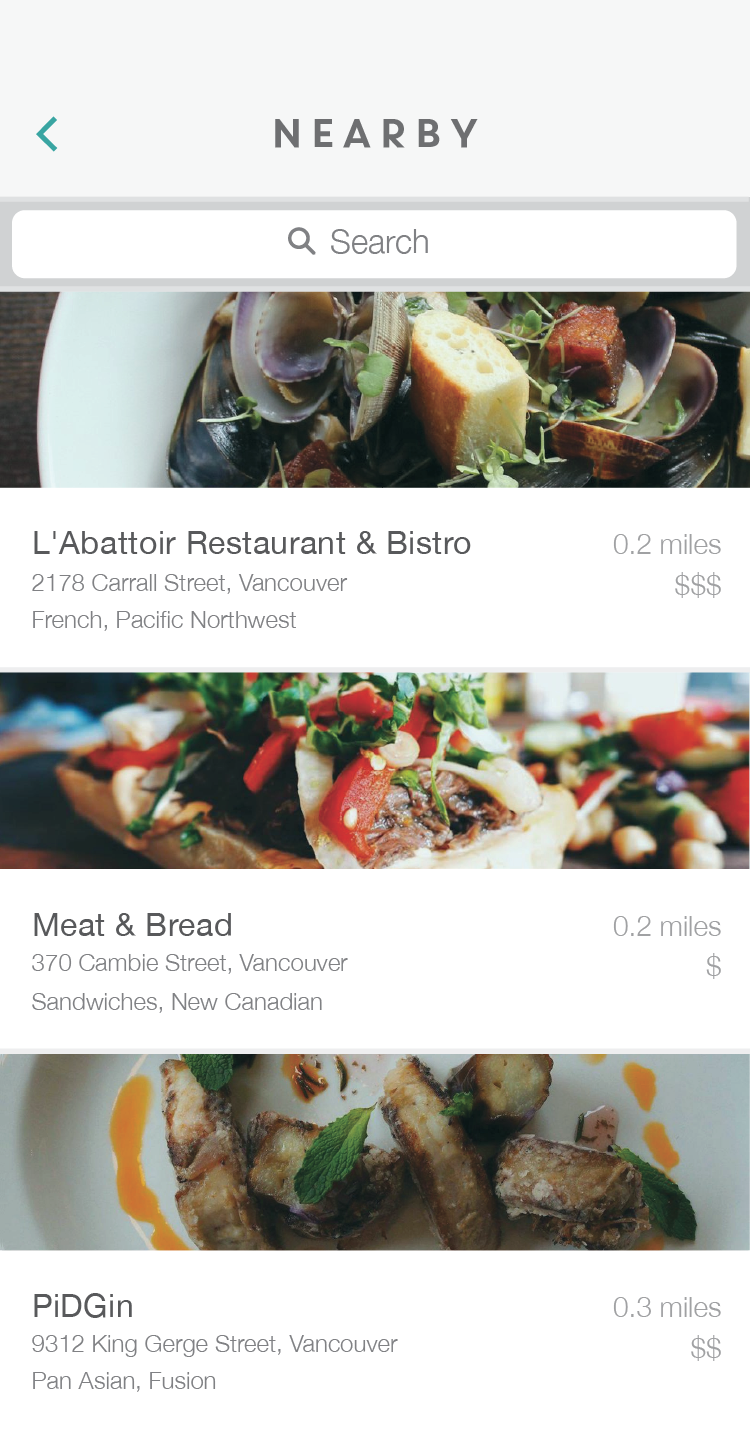 NEARBY
Search
L'Abattoir Restaurant & Bistro
0.2 miles
2178 Carrall Street, Vancouver
$$$
French, Pacific Northwest
Meat & Bread
0.2 miles
370 Cambie Street, Vancouver
$
Sandwiches, New Canadian
PiDGin
0.3 miles
9312 King Gerge Street, Vancouver
$$
Pan Asian, Fusion